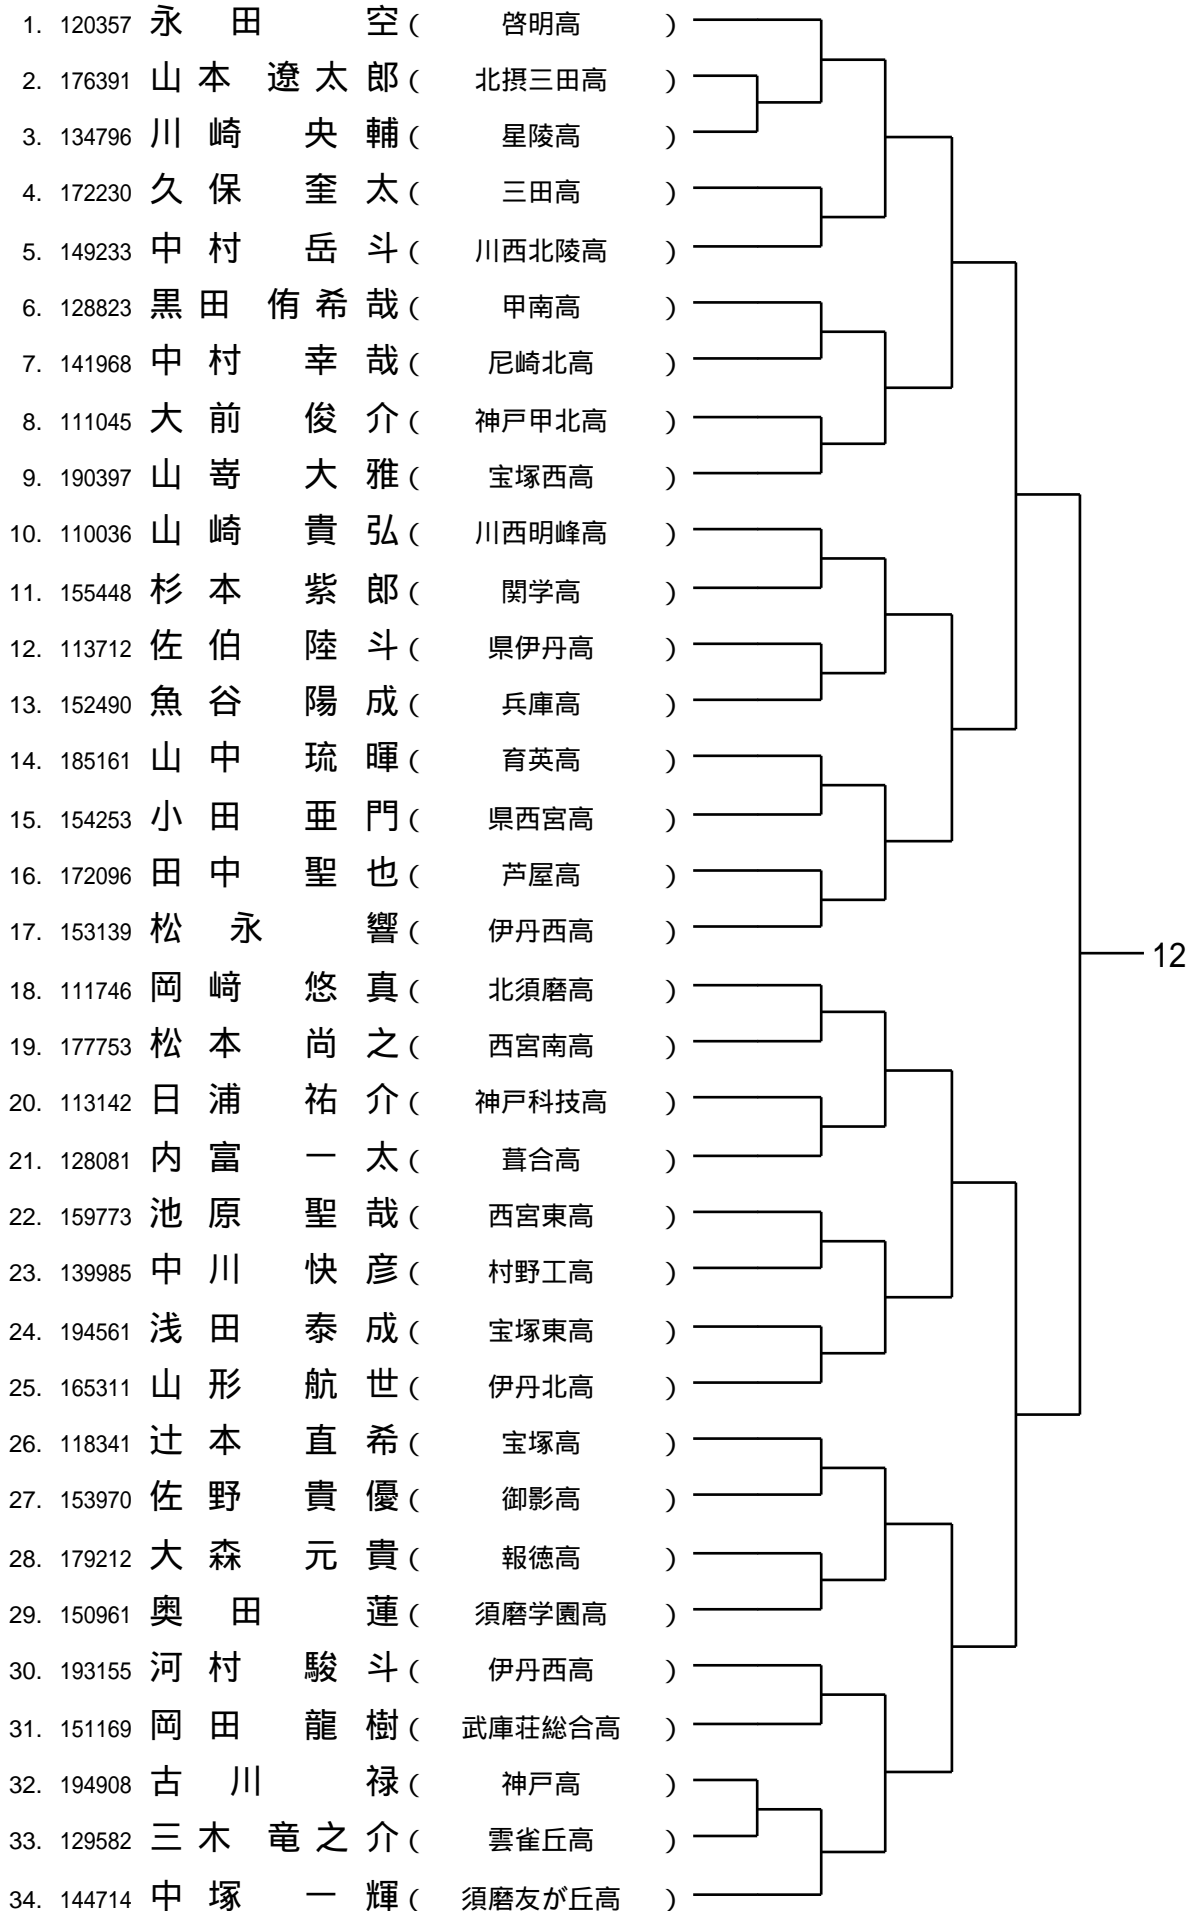 1. 120357 永田 空 ( 啓明高 )
2. 176391 山本 遼太郎 ( 北摂三田高 )
3. 134796 川崎 央輔 ( 星陵高 )
4. 172230 久保 奎太 ( 三田高 )
5. 149233 中村 岳斗 ( 川西北陵高 )
6. 128823 黒田 侑希哉 ( 甲南高 )
7. 141968 中村 幸哉 ( 尼崎北高 )
8. 111045 大前 俊介 ( 神戸甲北高 )
9. 190397 山嵜 大雅 ( 宝塚西高 )
10. 110036 山崎 貴弘 ( 川西明峰高 )
11. 155448 杉本 紫郎 ( 関学高 )
12. 113712 佐伯 陸斗 ( 県伊丹高 )
13. 152490 魚谷 陽成 ( 兵庫高 )
14. 185161 山中 琉暉 ( 育英高 )
15. 154253 小田 亜門 ( 県西宮高 )
16. 172096 田中 聖也 ( 芦屋高 )
17. 153139 松永 響 ( 伊丹西高 )
12
18. 111746 岡﨑 悠真 ( 北須磨高 )
19. 177753 松本 尚之 ( 西宮南高 )
20. 113142 日浦 祐介 ( 神戸科技高 )
21. 128081 内富 一太 ( 葺合高 )
22. 159773 池原 聖哉 ( 西宮東高 )
23. 139985 中川 快彦 ( 村野工高 )
24. 194561 浅田 泰成 ( 宝塚東高 )
25. 165311 山形 航世 ( 伊丹北高 )
26. 118341 辻本 直希 ( 宝塚高 )
27. 153970 佐野 貴優 ( 御影高 )
28. 179212 大森 元貴 ( 報徳高 )
29. 150961 奥田 蓮 ( 須磨学園高 )
30. 193155 河村 駿斗 ( 伊丹西高 )
31. 151169 岡田 龍樹 ( 武庫荘総合高 )
32. 194908 古川 禄 ( 神戸高 )
33. 129582 三木 竜之介 ( 雲雀丘高 )
34. 144714 中塚 一輝 ( 須磨友が丘高 )